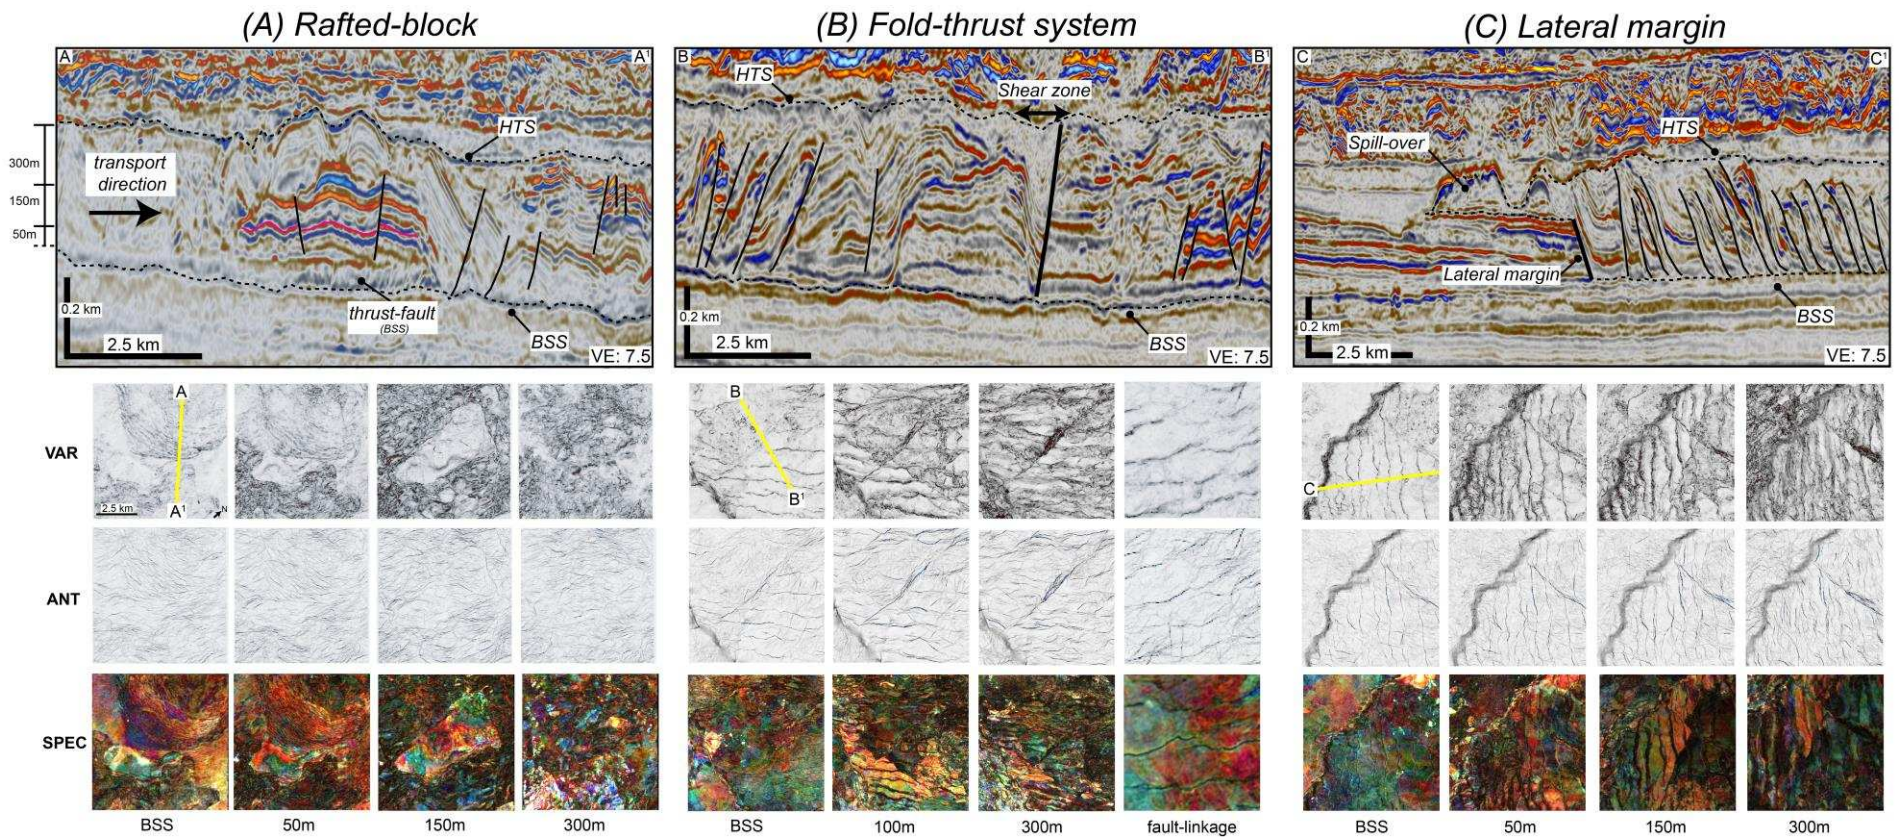 (A) Rafted-block
(B) Fold-thrust system
(C) Lateral margin
A
A¹
HTS
transport
direction
300m
150m
50m
thrust-fault
(BSS)
BSS
0.2 km
2.5 km
VE: 7.5
B
B¹
HTS
Shear zone
BSS
0.2 km
2.5 km
VE: 7.5
C
C¹
HTS
Spill-over
Lateral margin
BSS
0.2 km
2.5 km
VE: 7.5
VAR
A
A¹
2.5 km
N
B
B¹
C
ANT
SPEC
BSS
50m
150m
300m
BSS
100m
300m
fault-linkage
BSS
50m
150m
300m